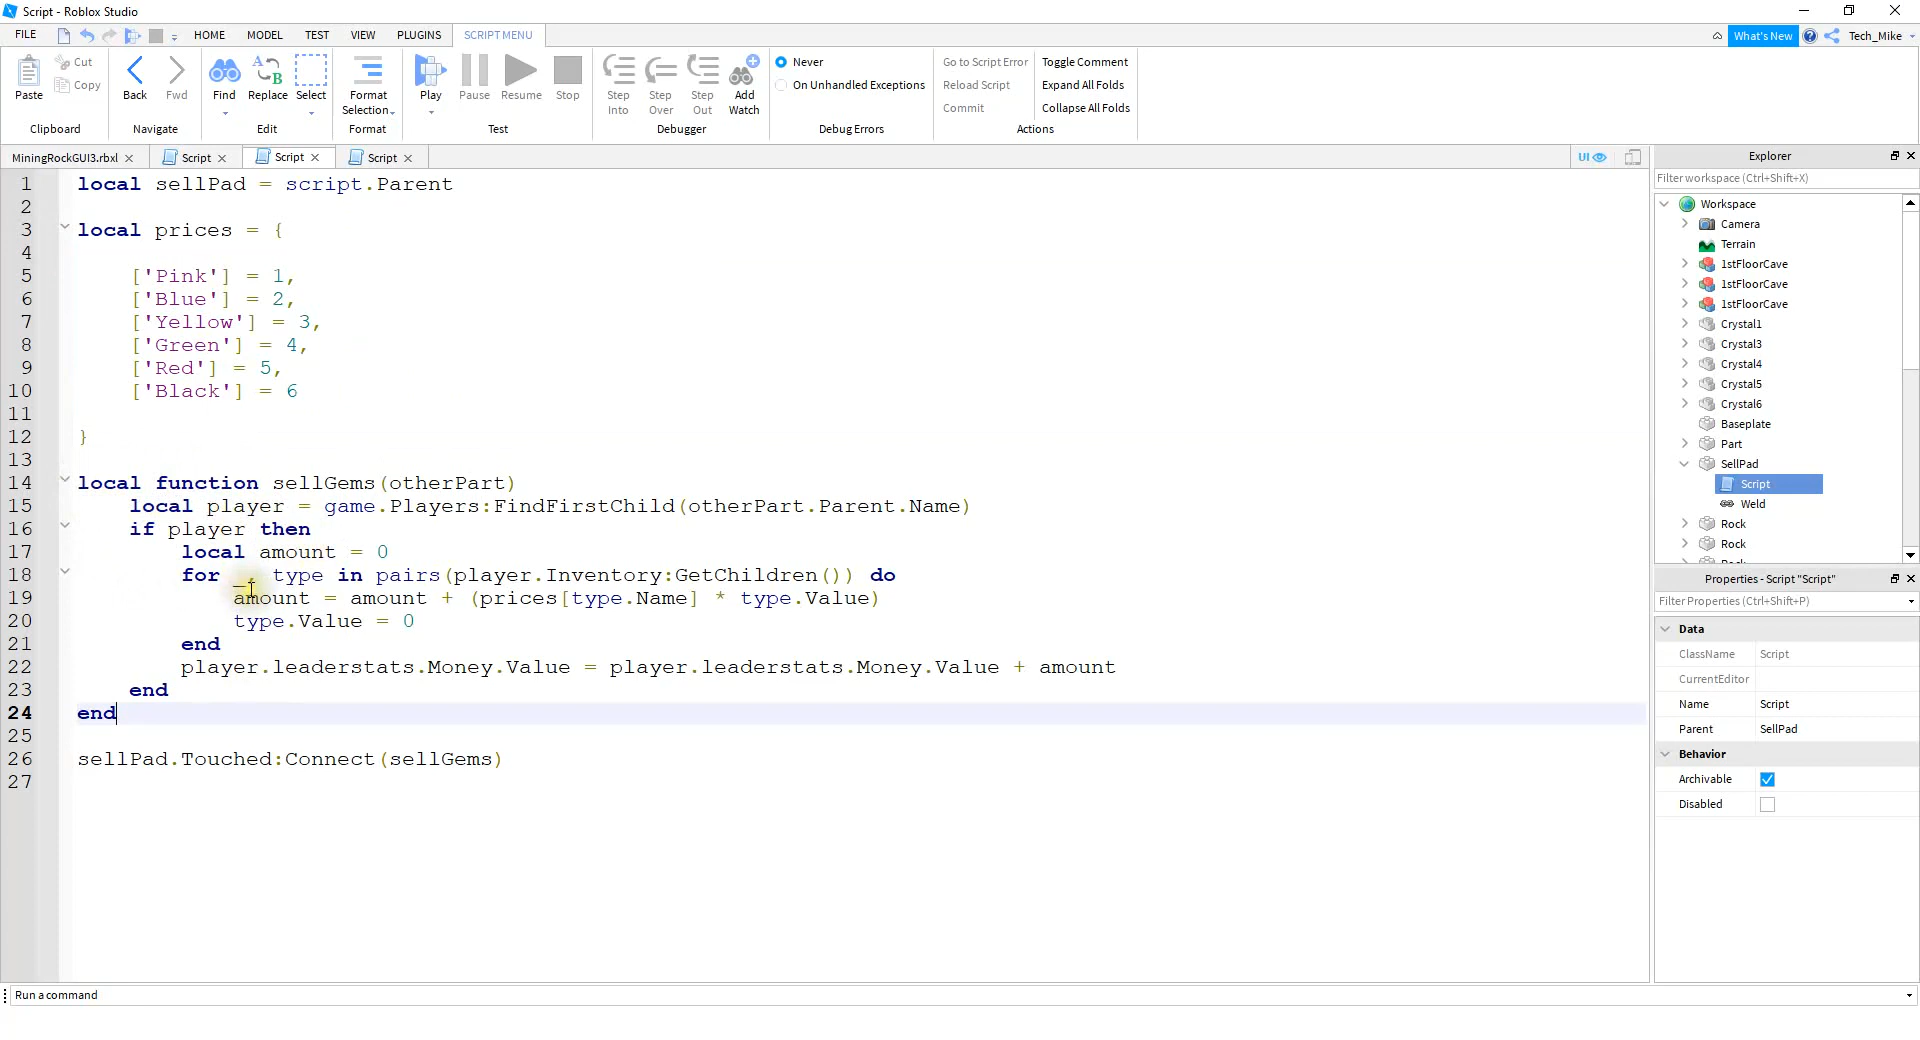 Script - Roblox Studio
FILE HOME MODEL TEST VIEW PLUGINS SCRIPT MENU What's New Tech_Mike
Paste Cut Copy
Clipboard
Back Fwd
Navigate
Find Replace Select
Edit
Format Selection
Format
Play Pause Resume Stop
Test
Step Into Step Over Step Out Add Watch
Debugger
Never
On Unhandled Exceptions
Debug Errors
Go to Script Error Toggle Comment
Reload Script Expand All Folds
Commit Collapse All Folds
Actions
MiningRockGUI3.rbxl Script Script Script UI
1 local sellPad = script.Parent
2
3 local prices = {
4
5 ['Pink'] = 1,
6 ['Blue'] = 2,
7 ['Yellow'] = 3,
8 ['Green'] = 4,
9 ['Red'] = 5,
10 ['Black'] = 6
11
12 }
13
14 local function sellGems(otherPart)
15 local player = game.Players:FindFirstChild(otherPart.Parent.Name)
16 if player then
17 local amount = 0
18 for _, type in pairs(player.Inventory:GetChildren()) do
19 amount = amount + (prices[type.Name] * type.Value)
20 type.Value = 0
21 end
22 player.leaderstats.Money.Value = player.leaderstats.Money.Value + amount
23 end
24 end
25
26 sellPad.Touched:Connect(sellGems)
27
Explorer
Filter workspace (Ctrl+Shift+X)
Workspace
Camera
Terrain
1stFloorCave
1stFloorCave
1stFloorCave
Crystal1
Crystal3
Crystal4
Crystal5
Crystal6
Baseplate
Part
SellPad
Script
Weld
Rock
Rock
Properties - Script "Script"
Filter Properties (Ctrl+Shift+P)
Data
ClassName Script
CurrentEditor
Name Script
Parent SellPad
Behavior
Archivable
Disabled
Run a command